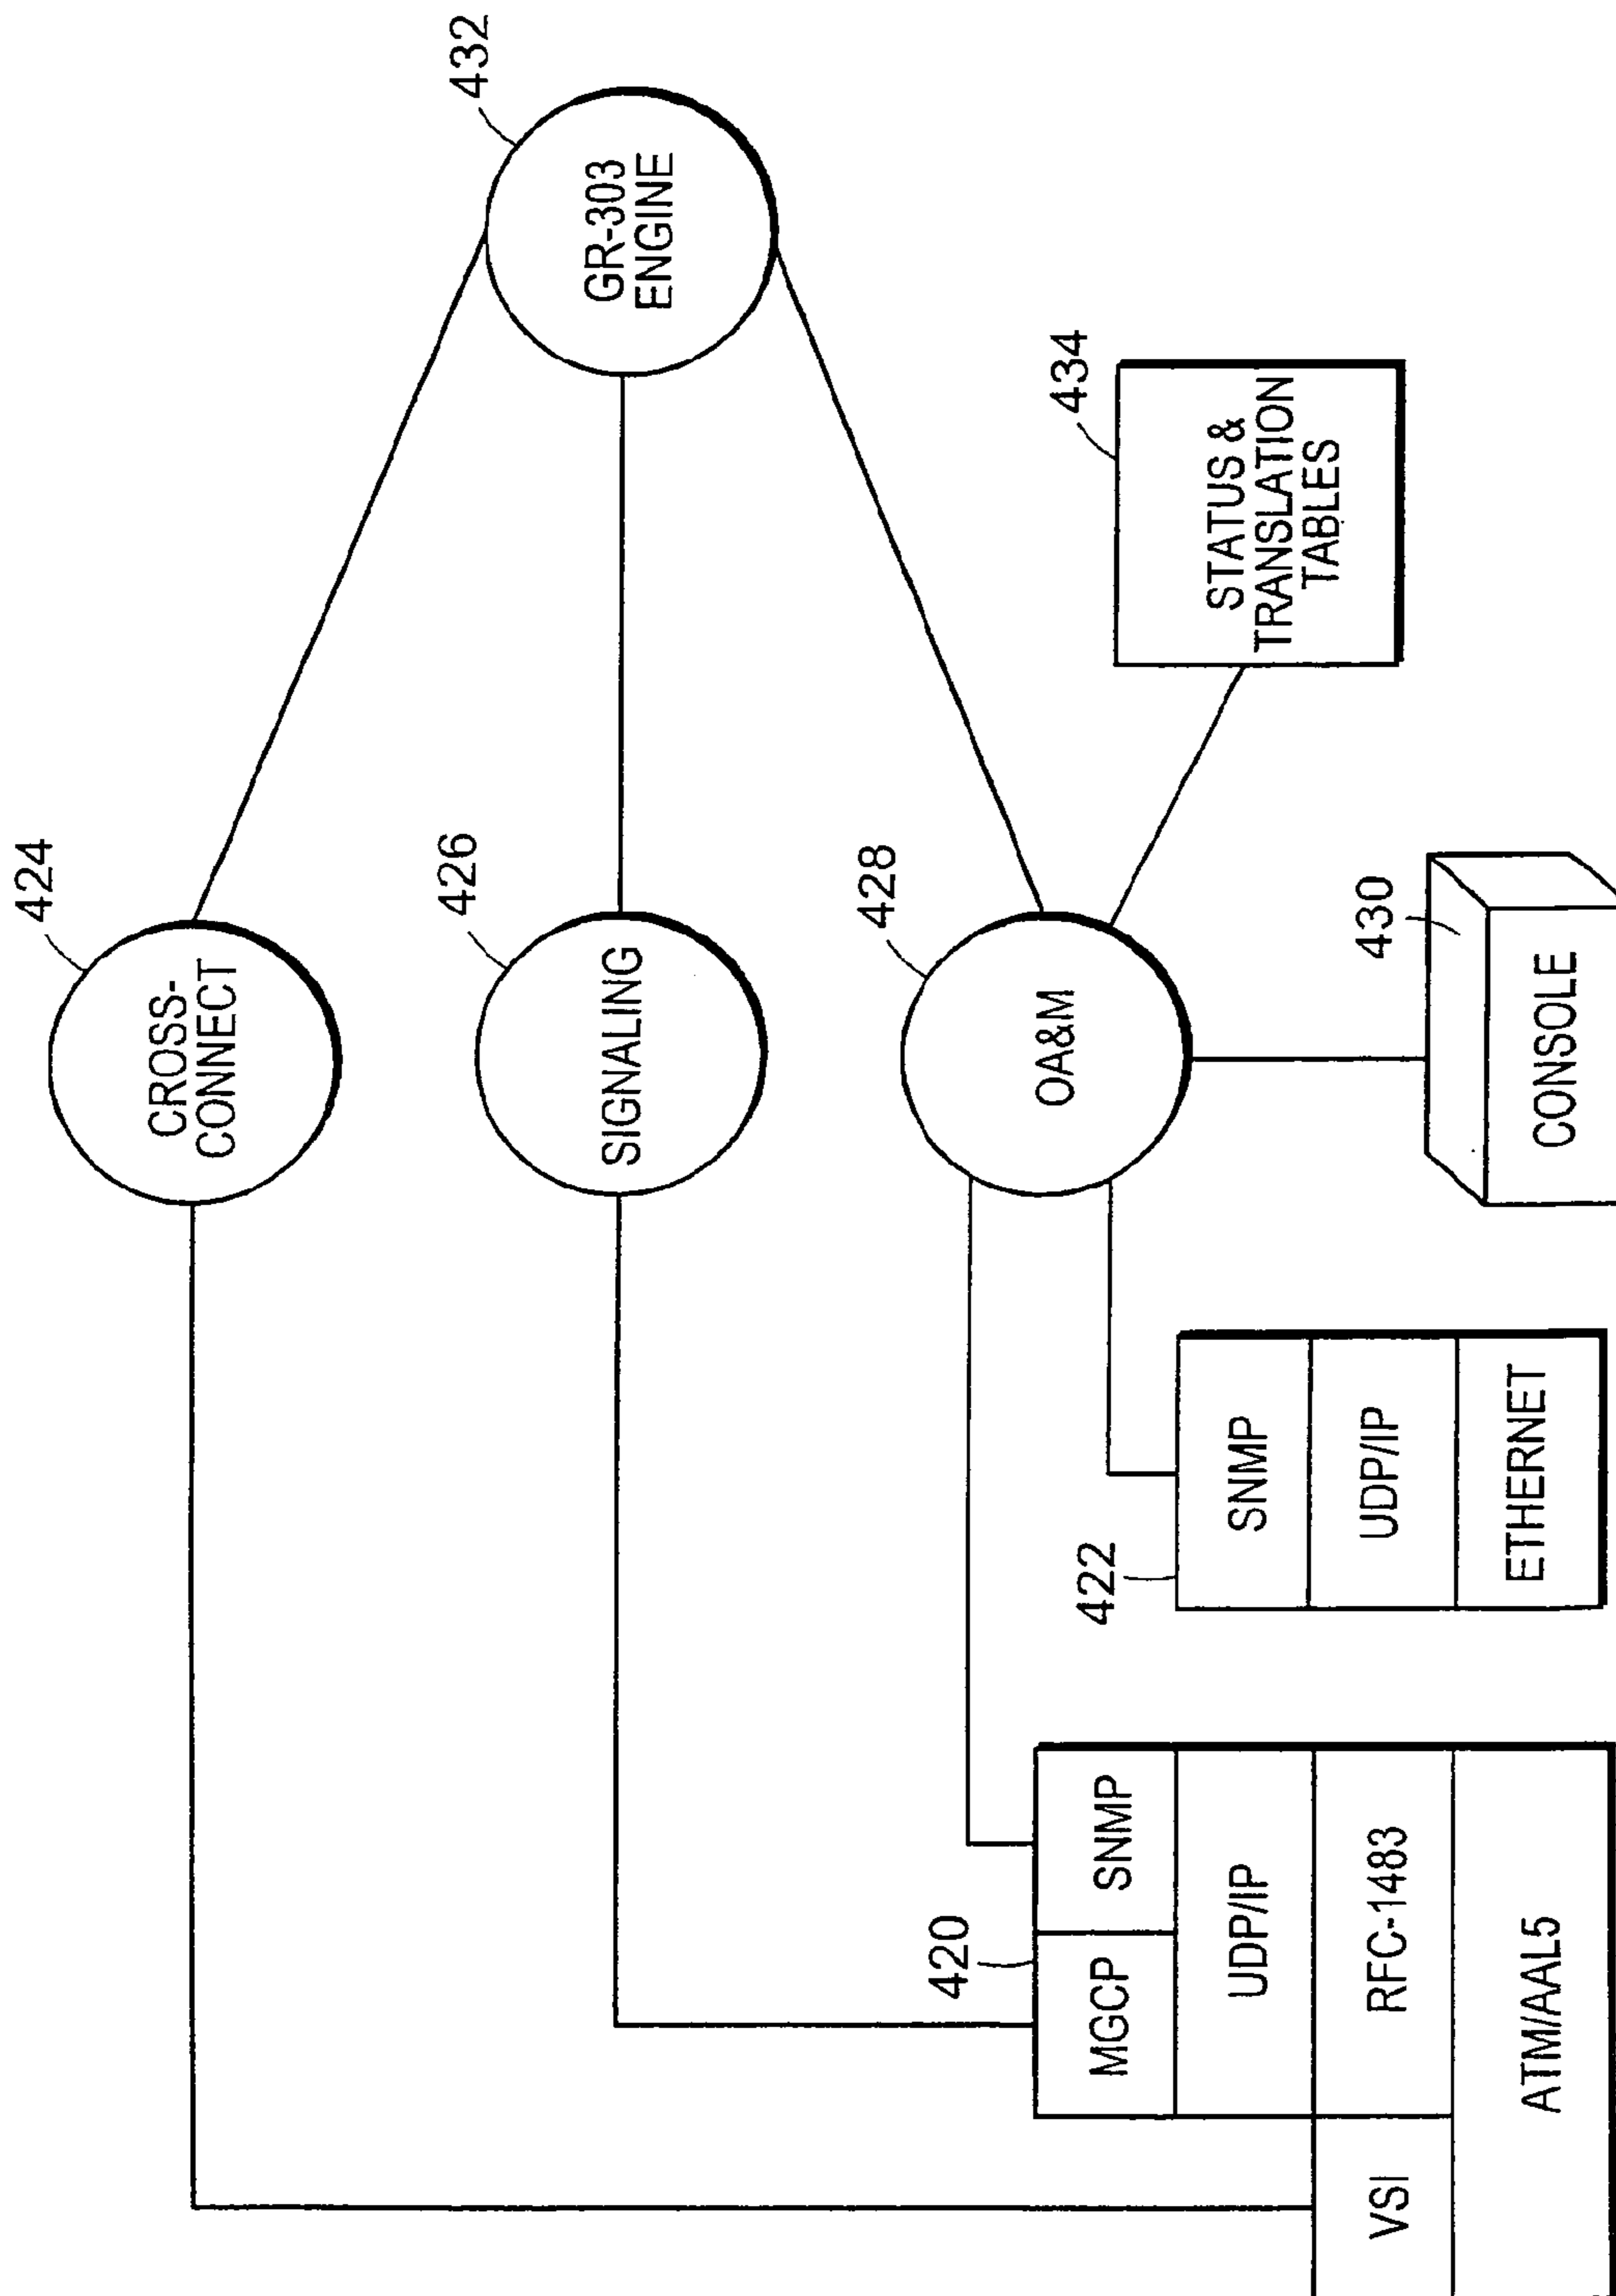 424
CROSS-
CONNECT
432
GR-303
ENGINE
426
SIGNALING
428
OA&M
434
STATUS &
TRANSLATION
TABLES
430
CONSOLE
422
SNMP
UDP/IP
ETHERNET
420
MGCP
SNMP
UDP/IP
VSI
RFC-1483
ATM/AAL5